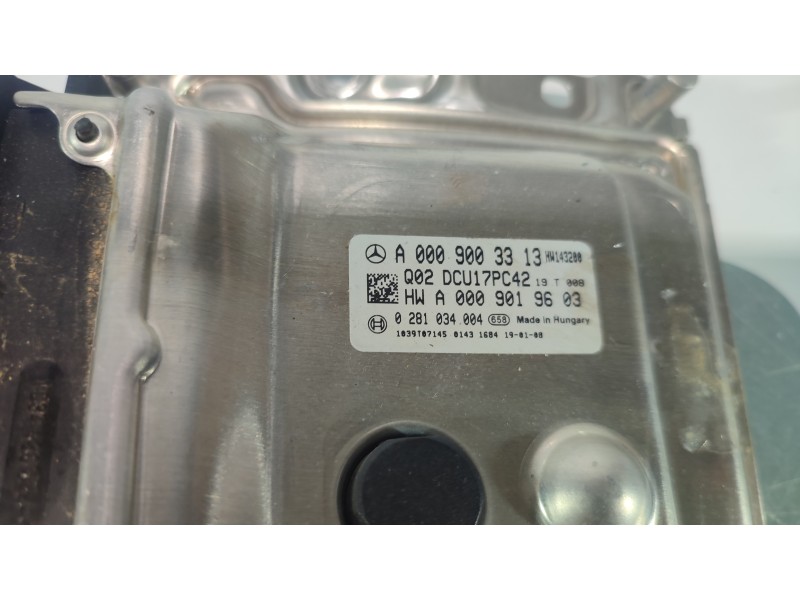 A 000 900 33 13 HW143200
Q02 DCU17PC42 19 T 008
HW A 000 901 96 03
0 281 034 004 658 Made in Hungary
1039T07145 0143 1684 19-01-08